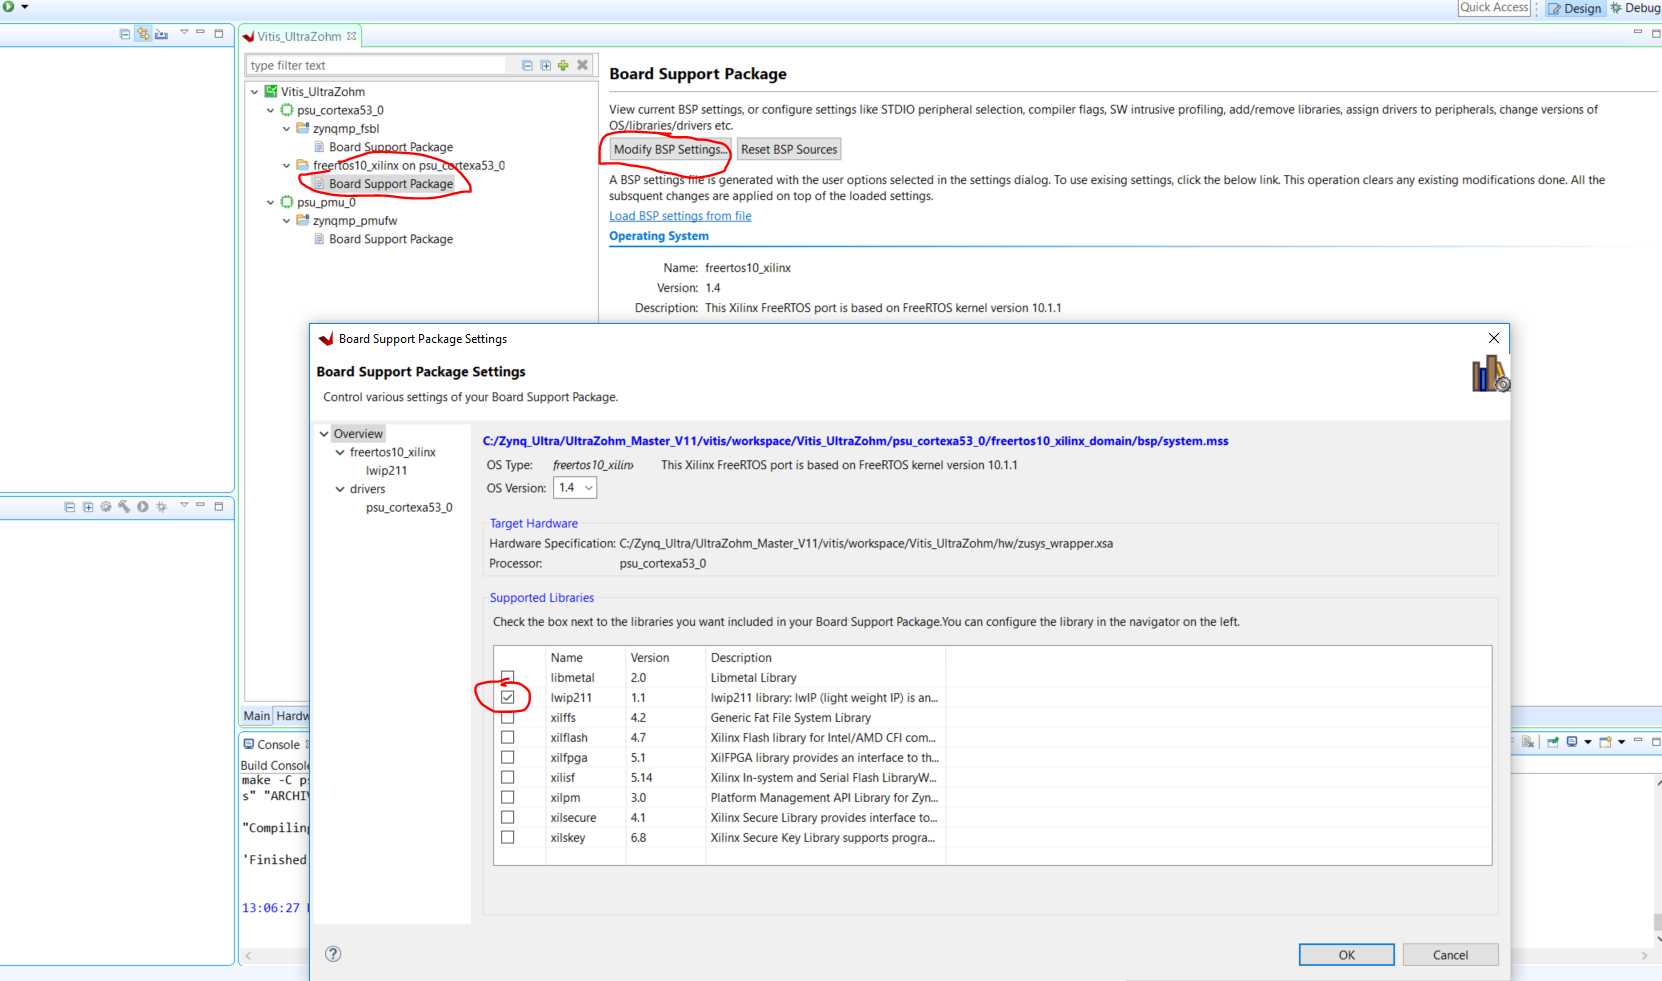 Quick Access
Design
Debug
Vitis_UltraZohm
type filter text
Vitis_UltraZohm
psu_cortexa53_0
zynqmp_fsbl
Board Support Package
freertos10_xilinx on psu_cortexa53_0
Board Support Package
psu_pmu_0
zynqmp_pmufw
Board Support Package
Board Support Package
View current BSP settings, or configure settings like STDIO peripheral selection, compiler flags, SW intrusive profiling, add/remove libraries, assign drivers to peripherals, change versions of
OS/libraries/drivers etc.
Modify BSP Settings... Reset BSP Sources
A BSP settings file is generated with the user options selected in the settings dialog. To use exising settings, click the below link. This operation clears any existing modifications done. All the
subsquent changes are applied on top of the loaded settings.
Load BSP settings from file
Operating System
Name: freertos10_xilinx
Version: 1.4
Description: This Xilinx FreeRTOS port is based on FreeRTOS kernel version 10.1.1
Main Hardw
Console
Build Console
make -C ps
s" "ARCHIV
"Compiling
'Finished
13:06:27
Board Support Package Settings
Board Support Package Settings
Control various settings of your Board Support Package.
Overview
freertos10_xilinx
lwip211
drivers
psu_cortexa53_0
C:/Zynq_Ultra/UltraZohm_Master_V11/vitis/workspace/Vitis_UltraZohm/psu_cortexa53_0/freertos10_xilinx_domain/bsp/system.mss
OS Type: freertos10_xilin This Xilinx FreeRTOS port is based on FreeRTOS kernel version 10.1.1
OS Version: 1.4
Target Hardware
Hardware Specification: C:/Zynq_Ultra/UltraZohm_Master_V11/vitis/workspace/Vitis_UltraZohm/hw/zusys_wrapper.xsa
Processor: psu_cortexa53_0
Supported Libraries
Check the box next to the libraries you want included in your Board Support Package.You can configure the library in the navigator on the left.
Name Version Description
libmetal 2.0 Libmetal Library
lwip211 1.1 lwip211 library: lwIP (light weight IP) is an...
xilffs 4.2 Generic Fat File System Library
xilflash 4.7 Xilinx Flash library for Intel/AMD CFI com...
xilfpga 5.1 XilFPGA library provides an interface to th...
xilisf 5.14 Xilinx In-system and Serial Flash LibraryW...
xilpm 3.0 Platform Management API Library for Zyn...
xilsecure 4.1 Xilinx Secure Library provides interface to...
xilskey 6.8 Xilinx Secure Key Library supports progra...
OK Cancel